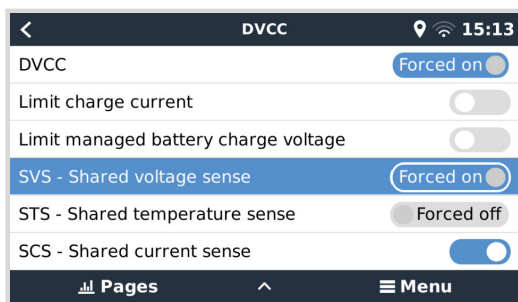 DVCC 15:13
DVCC Forced on
Limit charge current
Limit managed battery charge voltage
SVS - Shared voltage sense Forced on
STS - Shared temperature sense Forced off
SCS - Shared current sense
Pages Menu